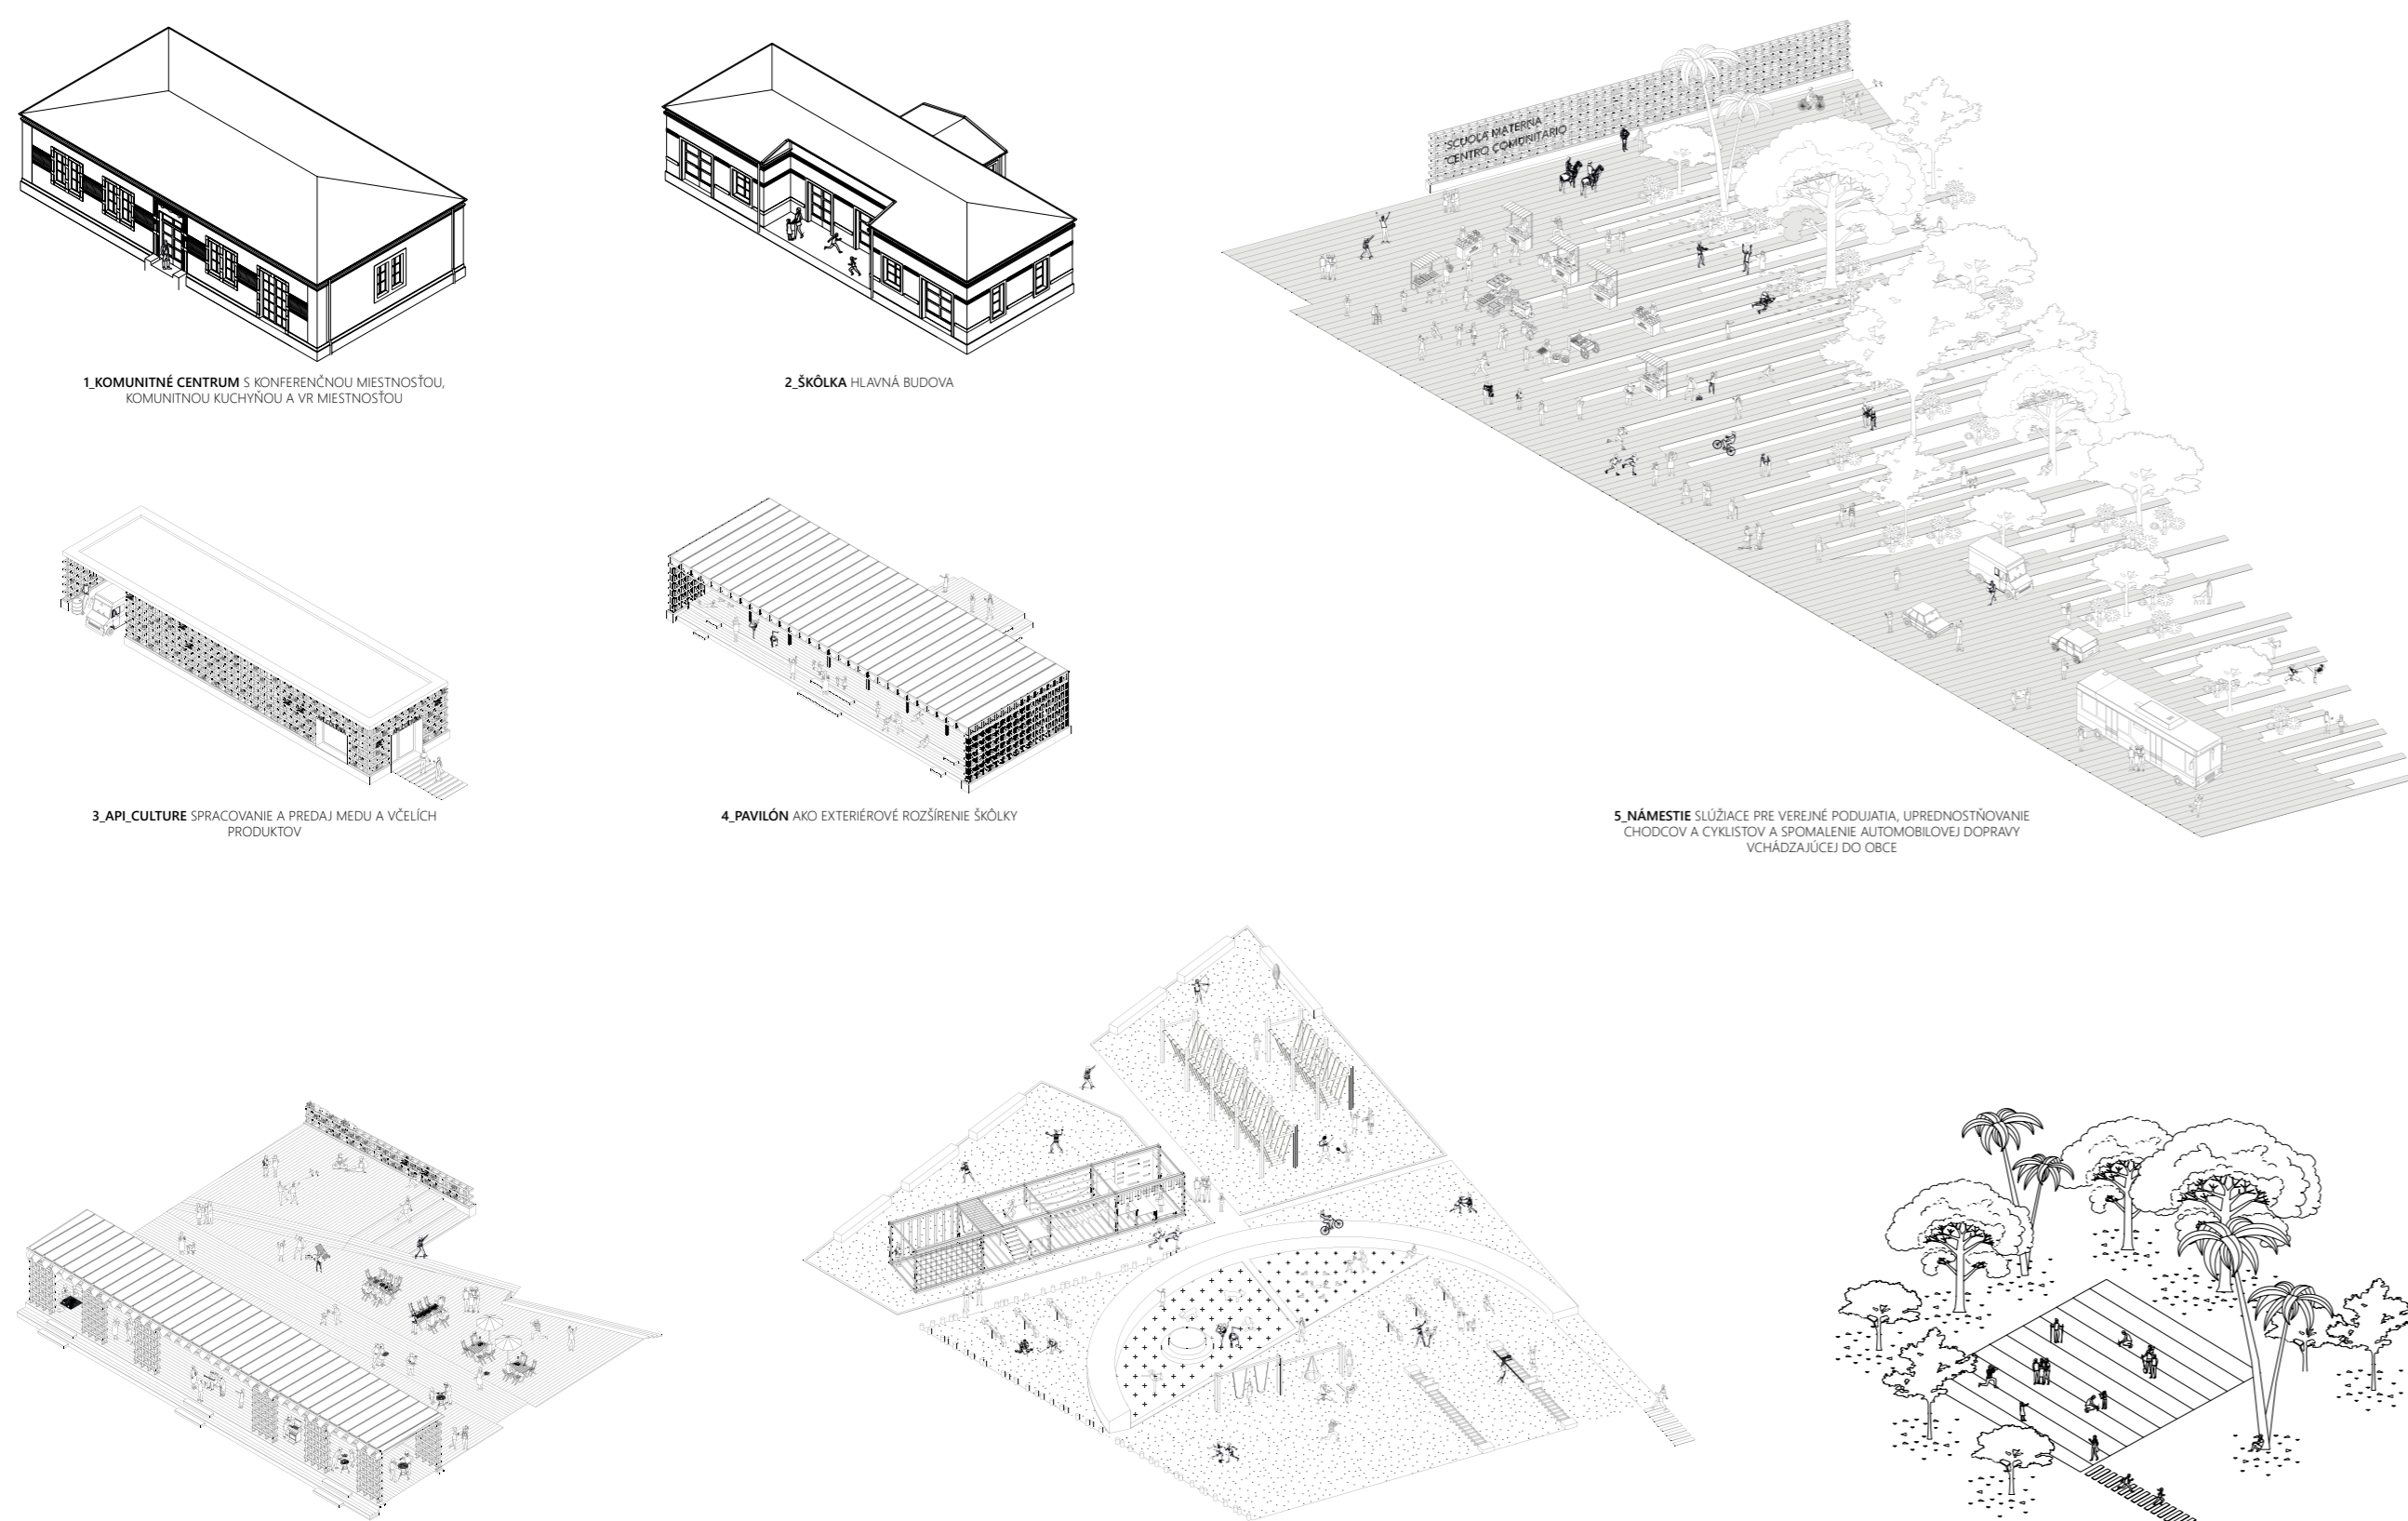 SCUOLA MATERNA
CENTRO COMUNITARIO
1_KOMUNITNÉ CENTRUM S KONFERENČNOU MIESTNOSŤOU,
KOMUNITNOU KUCHYŇOU A VR MIESTNOSŤOU
2_ŠKÔLKA HLAVNÁ BUDOVA
3_API_CULTURE SPRACOVANIE A PREDAJ MEDU A VČELÍCH
PRODUKTOV
4_PAVILÓN AKO EXTERIÉROVÉ ROZŠÍRENIE ŠKÔLKY
5_NÁMESTIE SLÚŽIACE PRE VEREJNÉ PODUJATIA, UPREDNOSTŇOVANIE
CHODCOV A CYKLISTOV A SPOMALENIE AUTOMOBILOVEJ DOPRAVY
VCHÁDZAJÚCEJ DO OBCE